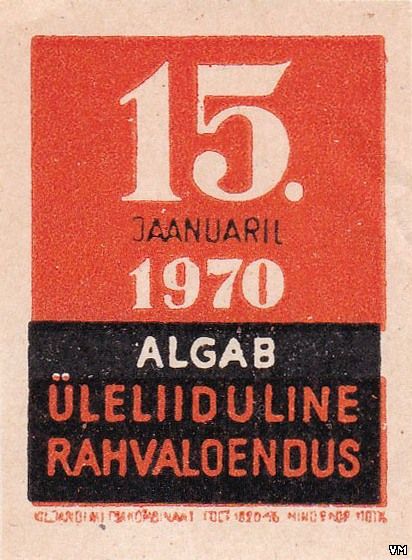 15.
JAANUARIL
1970
ALGAB
ÜLELIIDULINE
RAHVALOENDUS
VM